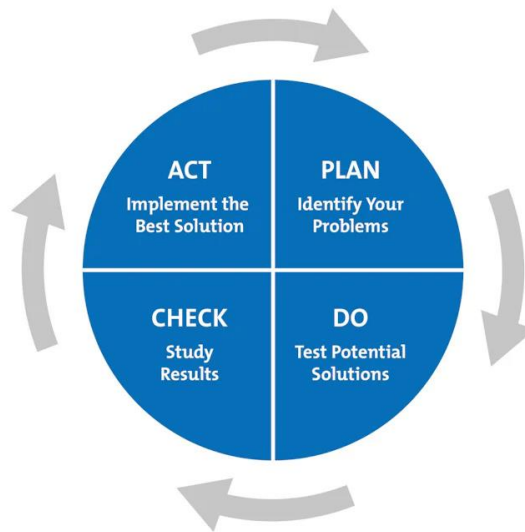 ACT
Implement the
Best Solution
PLAN
Identify Your
Problems
CHECK
Study
Results
DO
Test Potential
Solutions